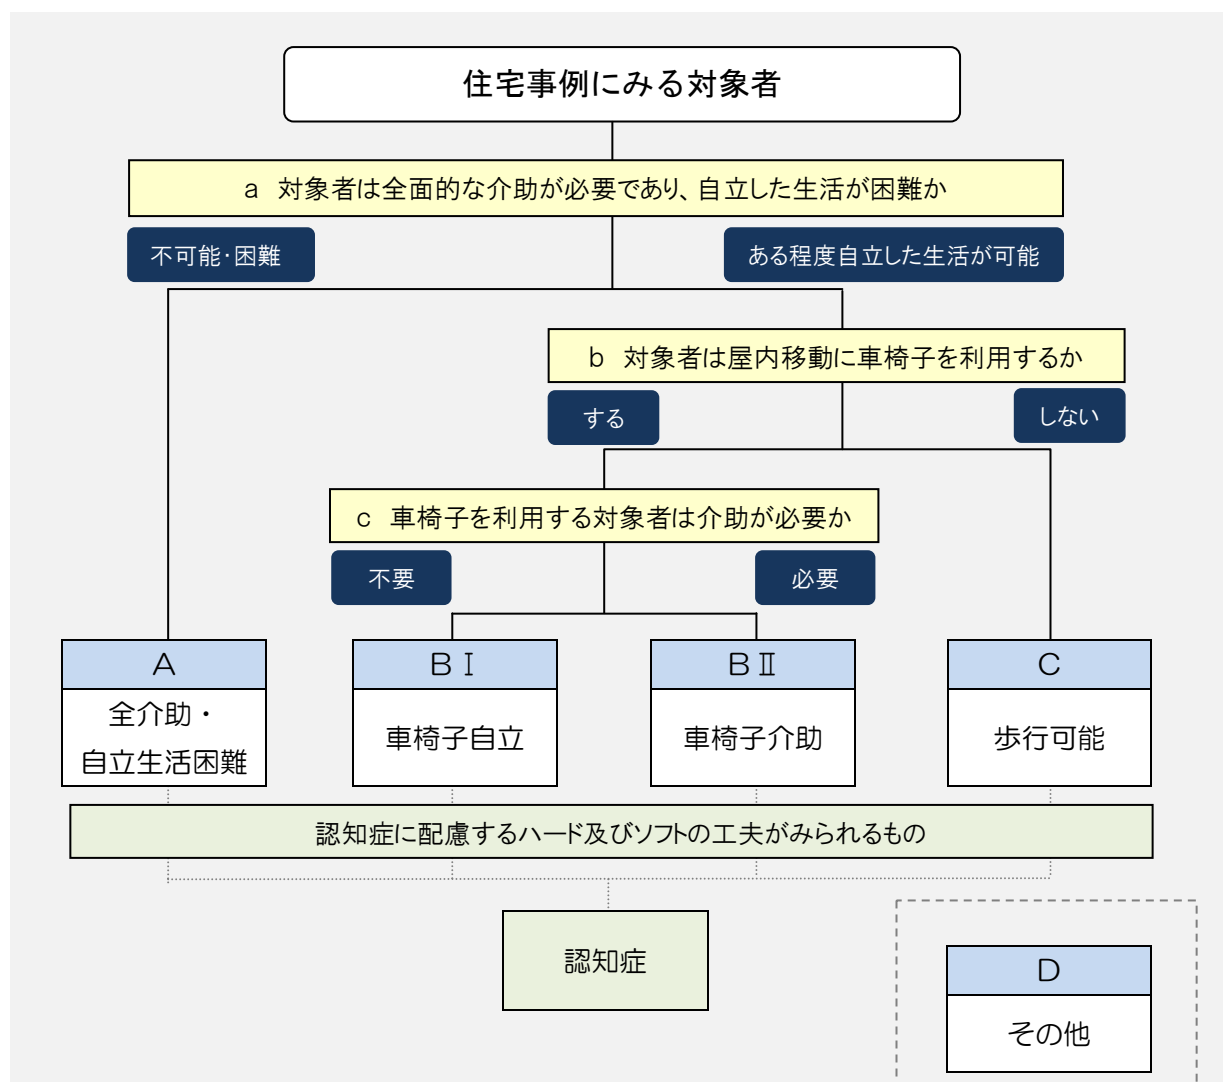 住宅事例にみる対象者
a 対象者は全面的な介助が必要であり、自立した生活が困難か
不可能・困難
ある程度自立した生活が可能
b 対象者は屋内移動に車椅子を利用するか
する
しない
c 車椅子を利用する対象者は介助が必要か
不要
必要
A
全介助・
自立生活困難
BⅠ
車椅子自立
BⅡ
車椅子介助
C
歩行可能
認知症に配慮するハード及びソフトの工夫がみられるもの
認知症
D
その他